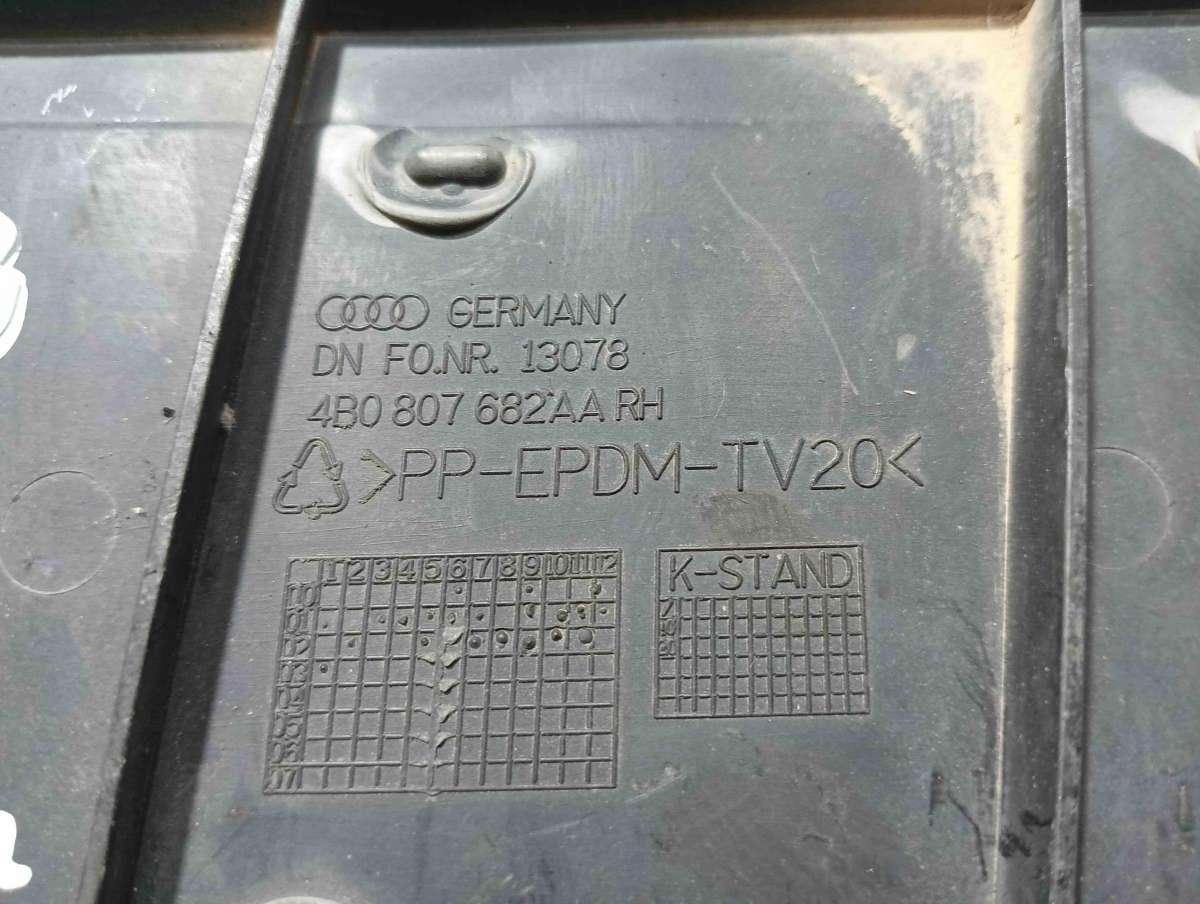 GERMANY
DN FO.NR. 13078
4B0 807 682 AA RH
>PP-EPDM-TV20<
1 2 3 4 5 6 7 8 9 10 11 12
K-STAND